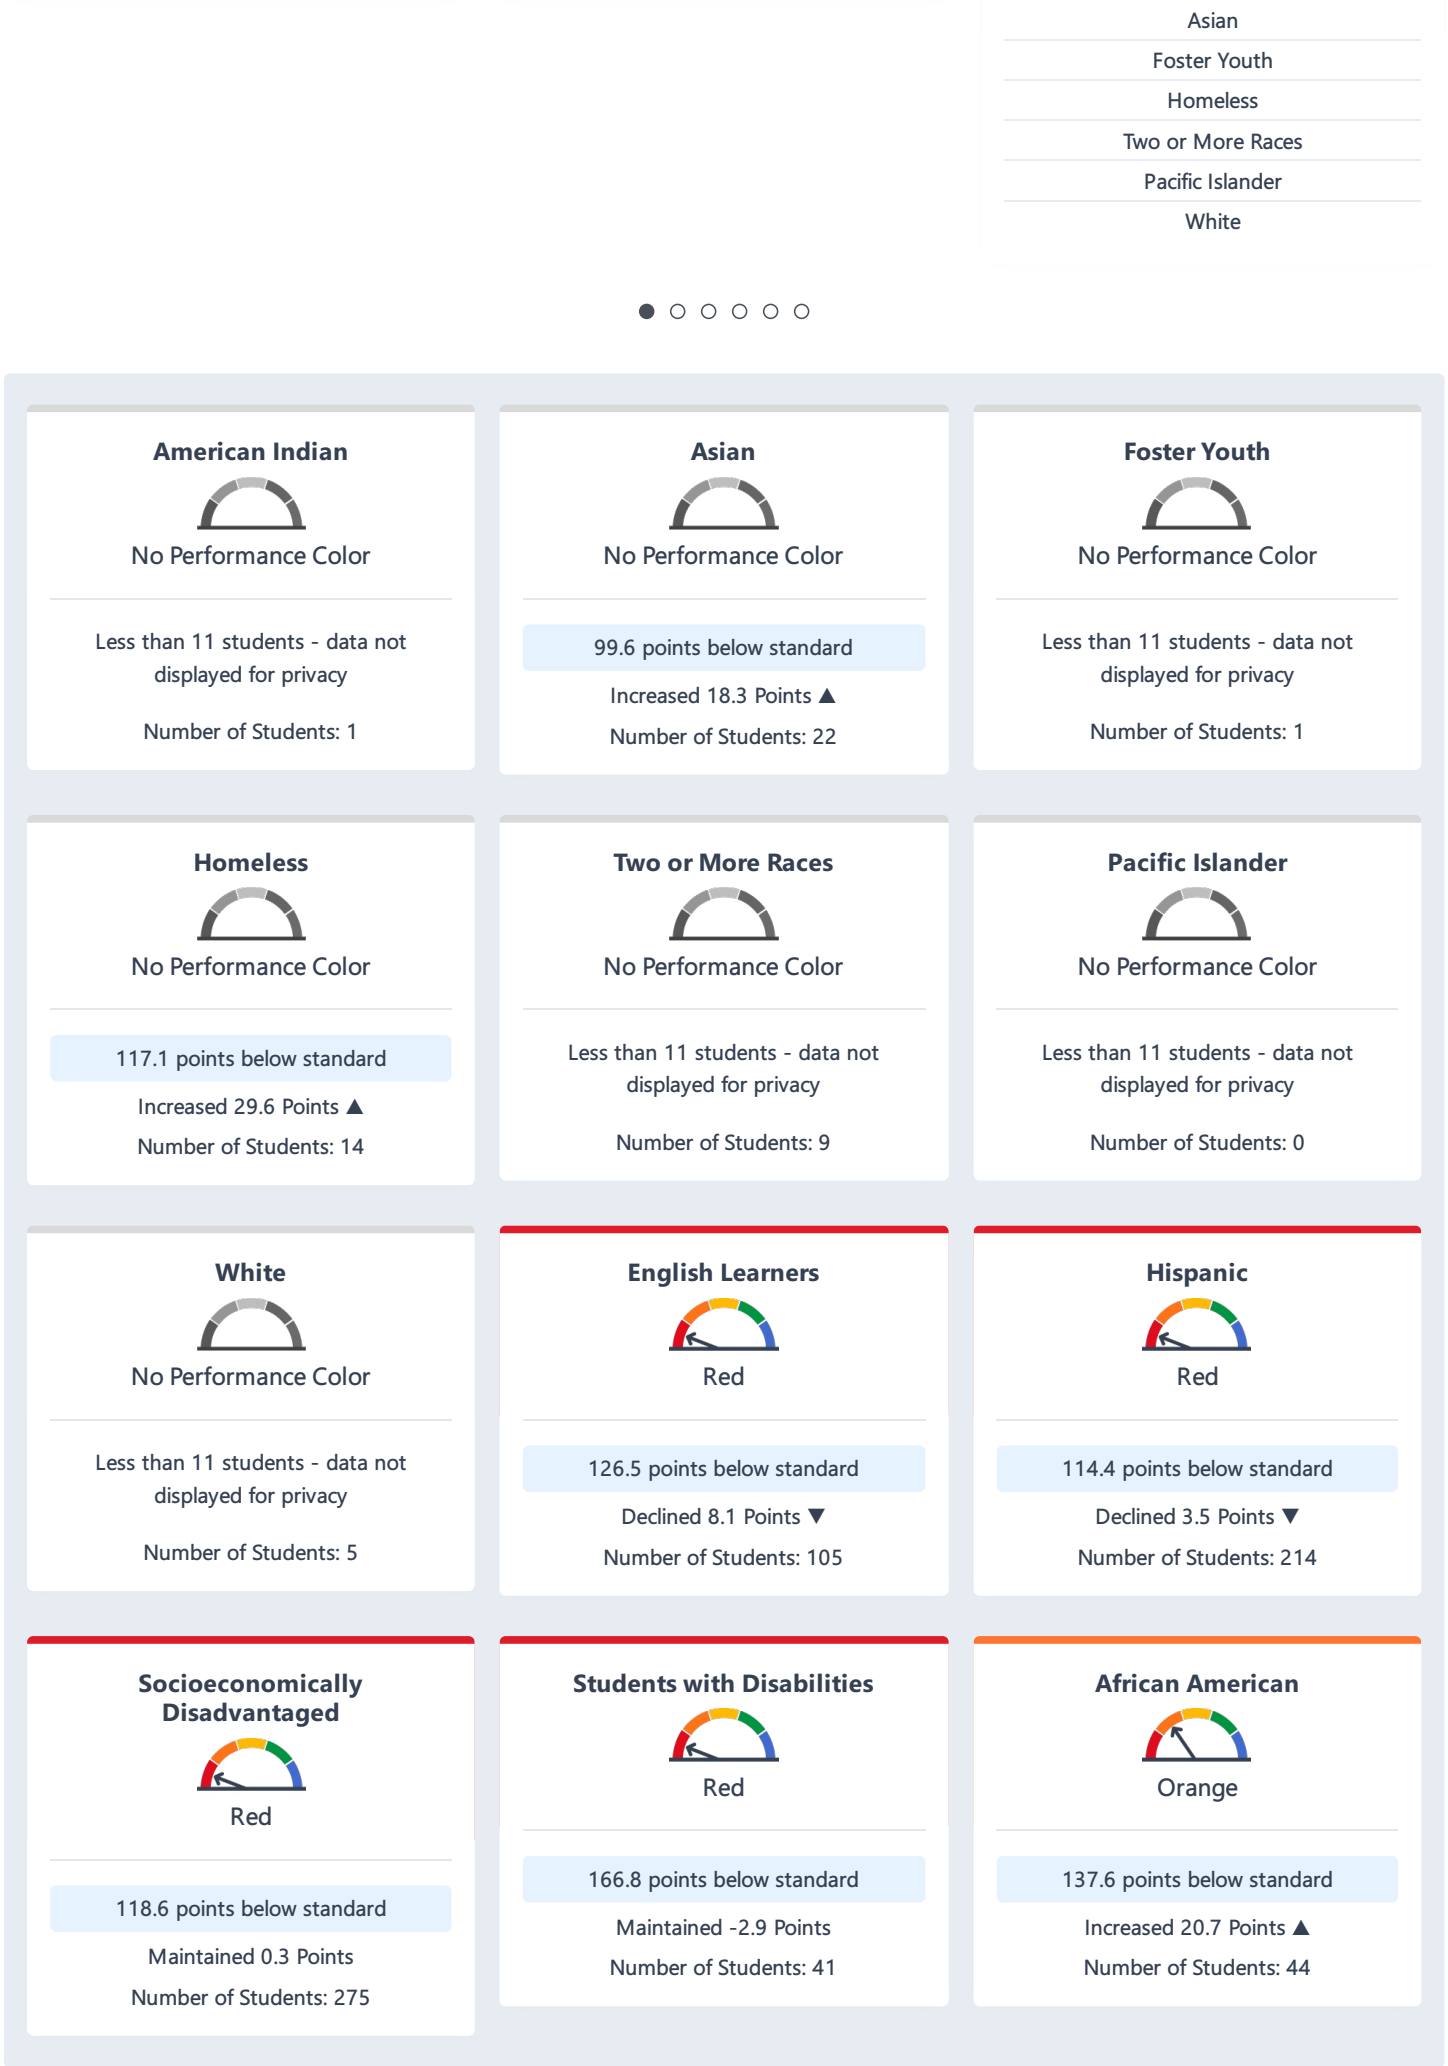 Asian
Foster Youth
Homeless
Two or More Races
Pacific Islander
White
American Indian
No Performance Color
Less than 11 students - data not
displayed for privacy
Number of Students: 1
Asian
No Performance Color
99.6 points below standard
Increased 18.3 Points ▲
Number of Students: 22
Foster Youth
No Performance Color
Less than 11 students - data not
displayed for privacy
Number of Students: 1
Homeless
No Performance Color
117.1 points below standard
Increased 29.6 Points ▲
Number of Students: 14
Two or More Races
No Performance Color
Less than 11 students - data not
displayed for privacy
Number of Students: 9
Pacific Islander
No Performance Color
Less than 11 students - data not
displayed for privacy
Number of Students: 0
White
No Performance Color
Less than 11 students - data not
displayed for privacy
Number of Students: 5
English Learners
Red
126.5 points below standard
Declined 8.1 Points ▼
Number of Students: 105
Hispanic
Red
114.4 points below standard
Declined 3.5 Points ▼
Number of Students: 214
Socioeconomically
Disadvantaged
Red
118.6 points below standard
Maintained 0.3 Points
Number of Students: 275
Students with Disabilities
Red
166.8 points below standard
Maintained -2.9 Points
Number of Students: 41
African American
Orange
137.6 points below standard
Increased 20.7 Points ▲
Number of Students: 44